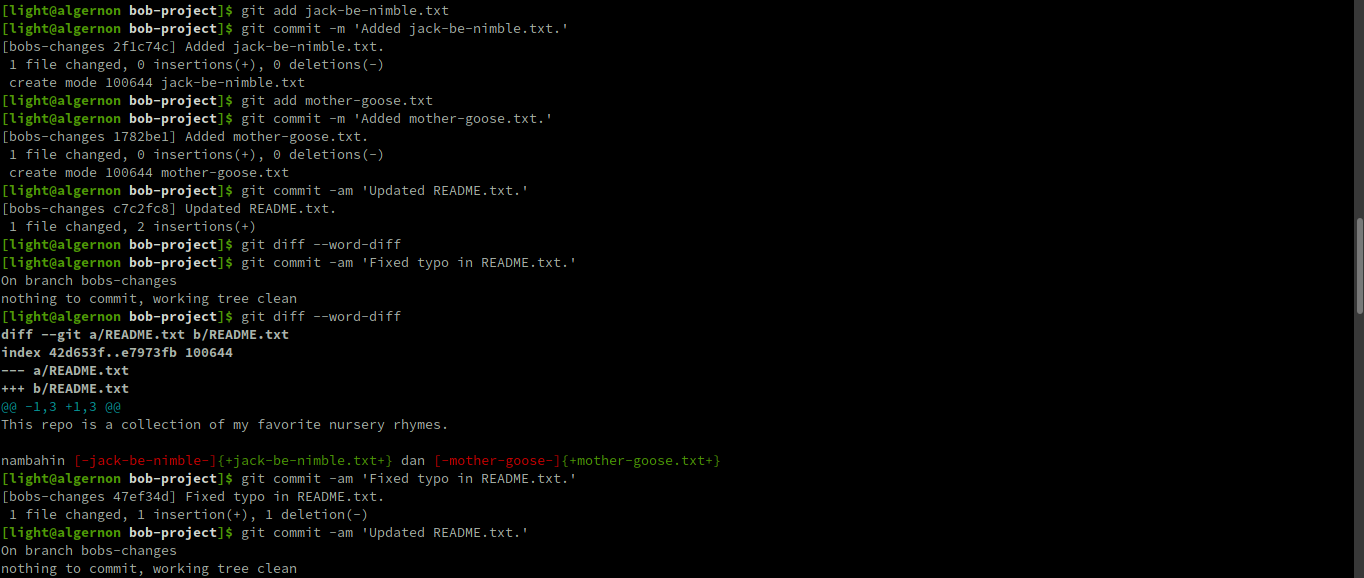 [light@algernon bob-project]$ git add jack-be-nimble.txt
[light@algernon bob-project]$ git commit -m 'Added jack-be-nimble.txt.'
[bobs-changes 2f1c74c] Added jack-be-nimble.txt.
 1 file changed, 0 insertions(+), 0 deletions(-)
 create mode 100644 jack-be-nimble.txt
[light@algernon bob-project]$ git add mother-goose.txt
[light@algernon bob-project]$ git commit -m 'Added mother-goose.txt.'
[bobs-changes 1782be1] Added mother-goose.txt.
 1 file changed, 0 insertions(+), 0 deletions(-)
 create mode 100644 mother-goose.txt
[light@algernon bob-project]$ git commit -am 'Updated README.txt.'
[bobs-changes c7c2fc8] Updated README.txt.
 1 file changed, 2 insertions(+)
[light@algernon bob-project]$ git diff --word-diff
[light@algernon bob-project]$ git commit -am 'Fixed typo in README.txt.'
On branch bobs-changes
nothing to commit, working tree clean
[light@algernon bob-project]$ git diff --word-diff
diff --git a/README.txt b/README.txt
index 42d653f..e7973fb 100644
--- a/README.txt
+++ b/README.txt
@@ -1,3 +1,3 @@
This repo is a collection of my favorite nursery rhymes.

nambahin [-jack-be-nimble-]{+jack-be-nimble.txt+} dan [-mother-goose-]{+mother-goose.txt+}
[light@algernon bob-project]$ git commit -am 'Fixed typo in README.txt.'
[bobs-changes 47ef34d] Fixed typo in README.txt.
 1 file changed, 1 insertion(+), 1 deletion(-)
[light@algernon bob-project]$ git commit -am 'Updated README.txt.'
On branch bobs-changes
nothing to commit, working tree clean